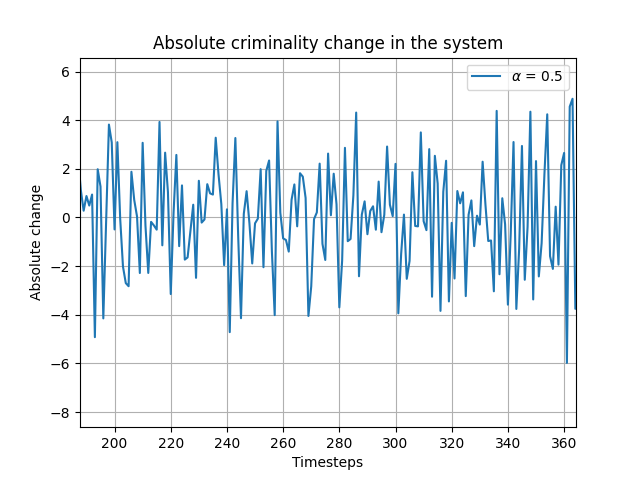 Absolute criminality change in the system
α = 0.5
6
4
2
0
−2
−4
−6
−8
Absolute change
200 220 240 260 280 300 320 340 360
Timesteps